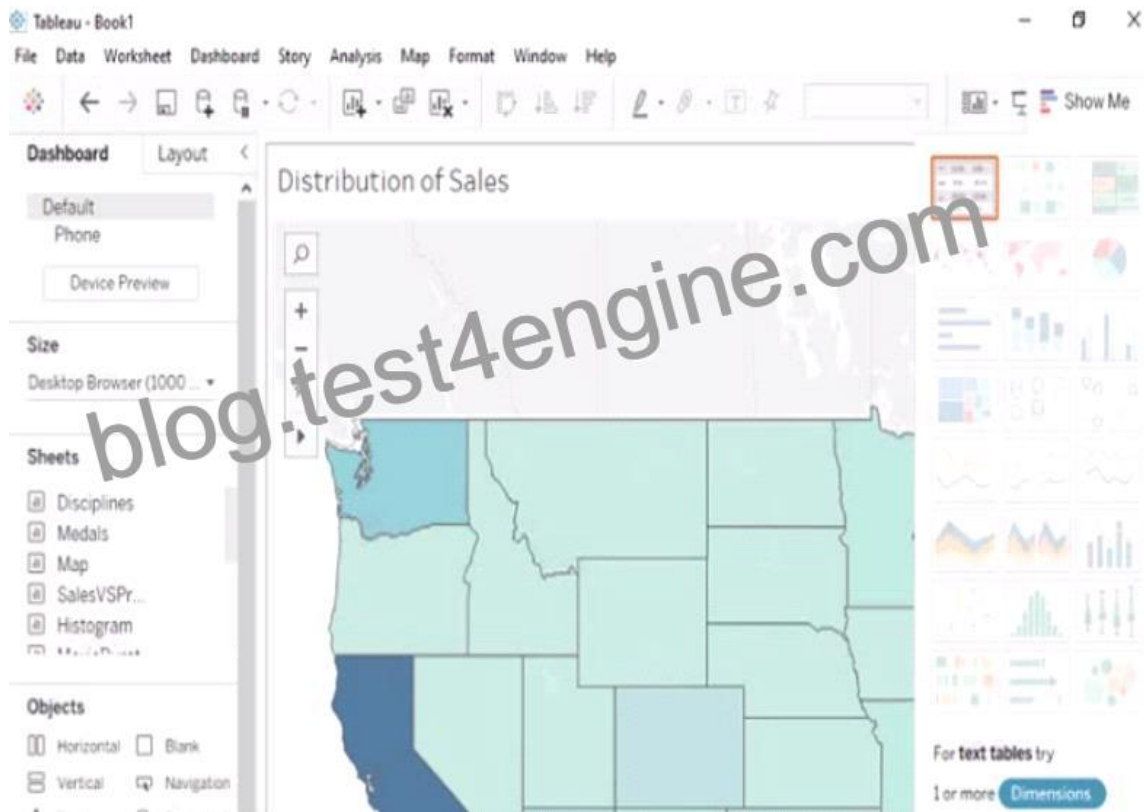 Tableau - Book1
File Data Worksheet Dashboard Story Analysis Map Format Window Help
Show Me
Dashboard Layout
Default
Phone
Device Preview
Size
Desktop Browser (1000 ...
Sheets
Disciplines
Medals
Map
SalesVSPr...
Histogram
Objects
Horizontal Blank
Vertical Navigation
Distribution of Sales
blog.test4engine.com
For text tables try
1 or more Dimensions